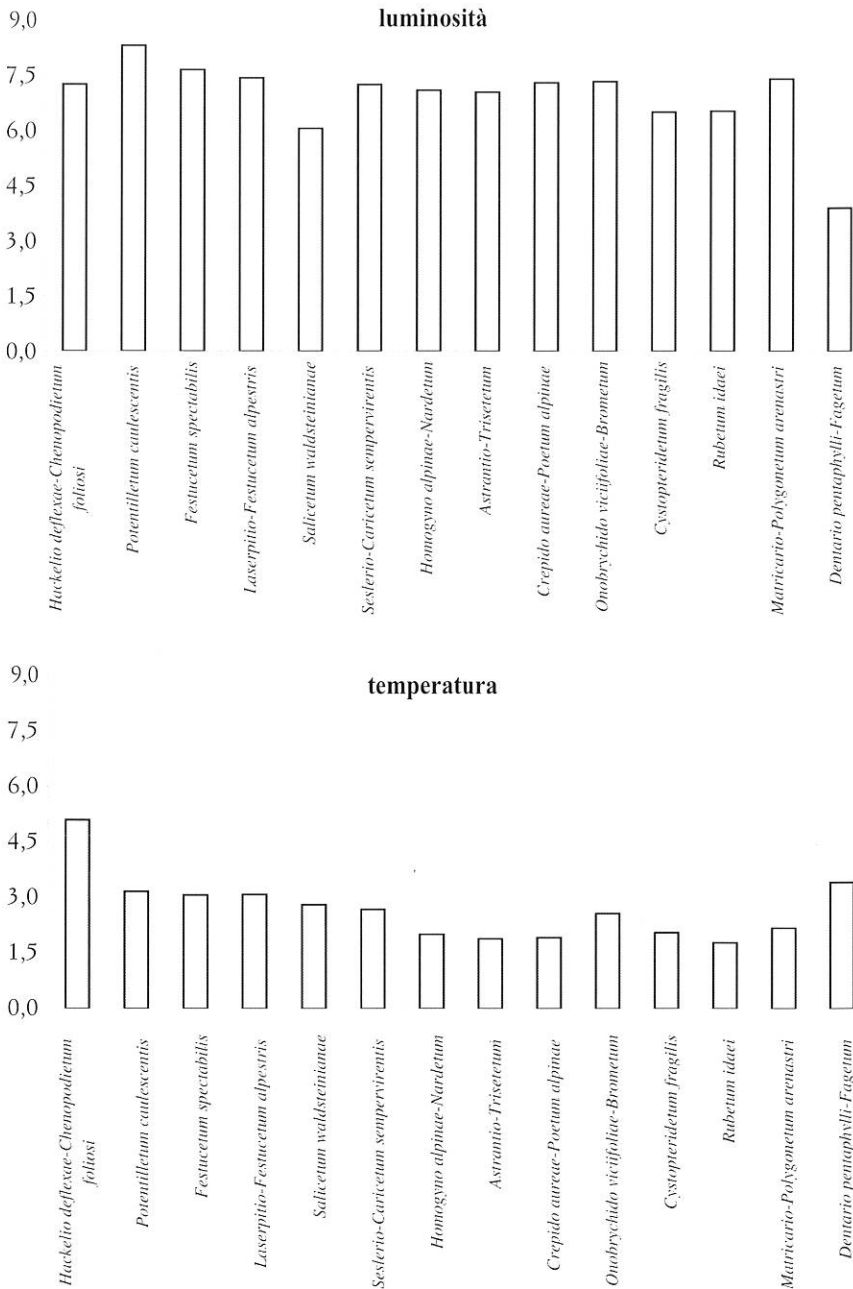 luminosità
9,0
7,5
6,0
4,5
3,0
1,5
0,0
Hackelio deflexae-Chenopodietum
foliosi
Potentilletum caulescentis
Festucetum spectabilis
Laserpitio-Festucetum alpestris
Salicetum waldsteinianae
Seslerio-Caricetum sempervirentis
Homogyno alpinae-Nardetum
Astrantio-Trisetetum
Crepido aureae-Poetum alpinae
Onobrychido viciifoliae-Brometum
Cystopteridetum fragilis
Rubetum idaei
Matricario-Polygonetum arenastri
Dentario pentaphylli-Fagetum
temperatura
9,0
7,5
6,0
4,5
3,0
1,5
0,0
Hackelio deflexae-Chenopodietum
foliosi
Potentilletum caulescentis
Festucetum spectabilis
Laserpitio-Festucetum alpestris
Salicetum waldsteinianae
Seslerio-Caricetum sempervirentis
Homogyno alpinae-Nardetum
Astrantio-Trisetetum
Crepido aureae-Poetum alpinae
Onobrychido viciifoliae-Brometum
Cystopteridetum fragilis
Rubetum idaei
Matricario-Polygonetum arenastri
Dentario pentaphylli-Fagetum